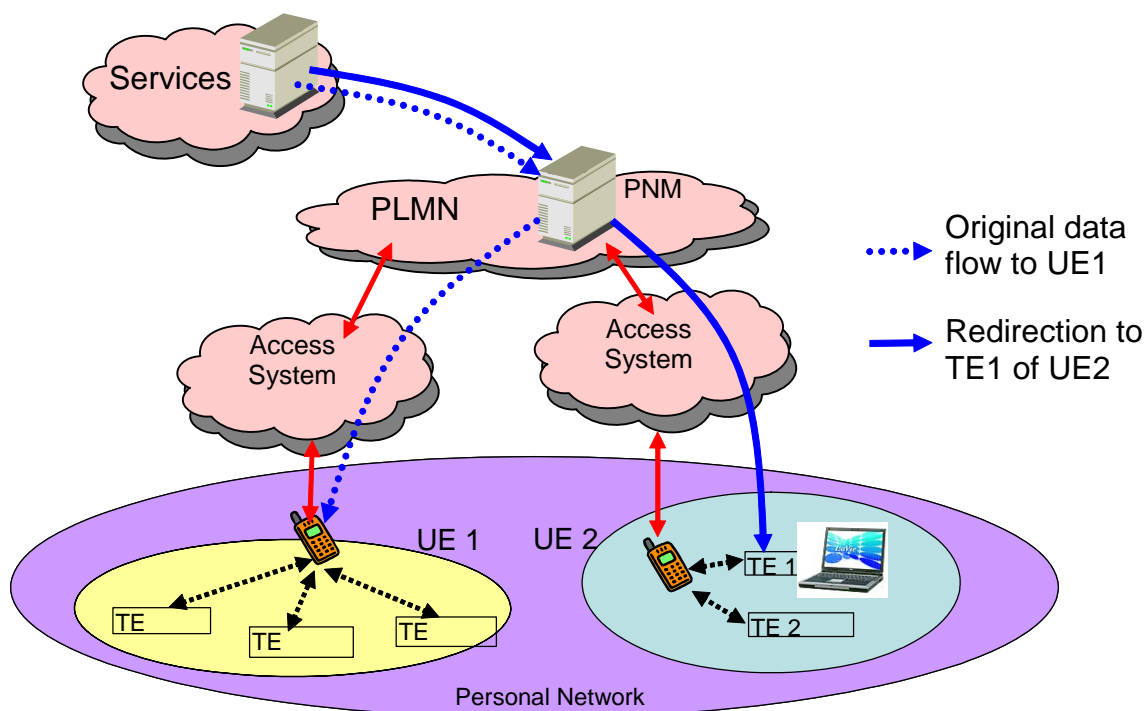 Services
PNM
PLMN
Original data
flow to UE1
Redirection to
TE1 of UE2
Access
System
Access
System
UE 1
UE 2
TE 1
TE
TE
TE
TE 2
Personal Network